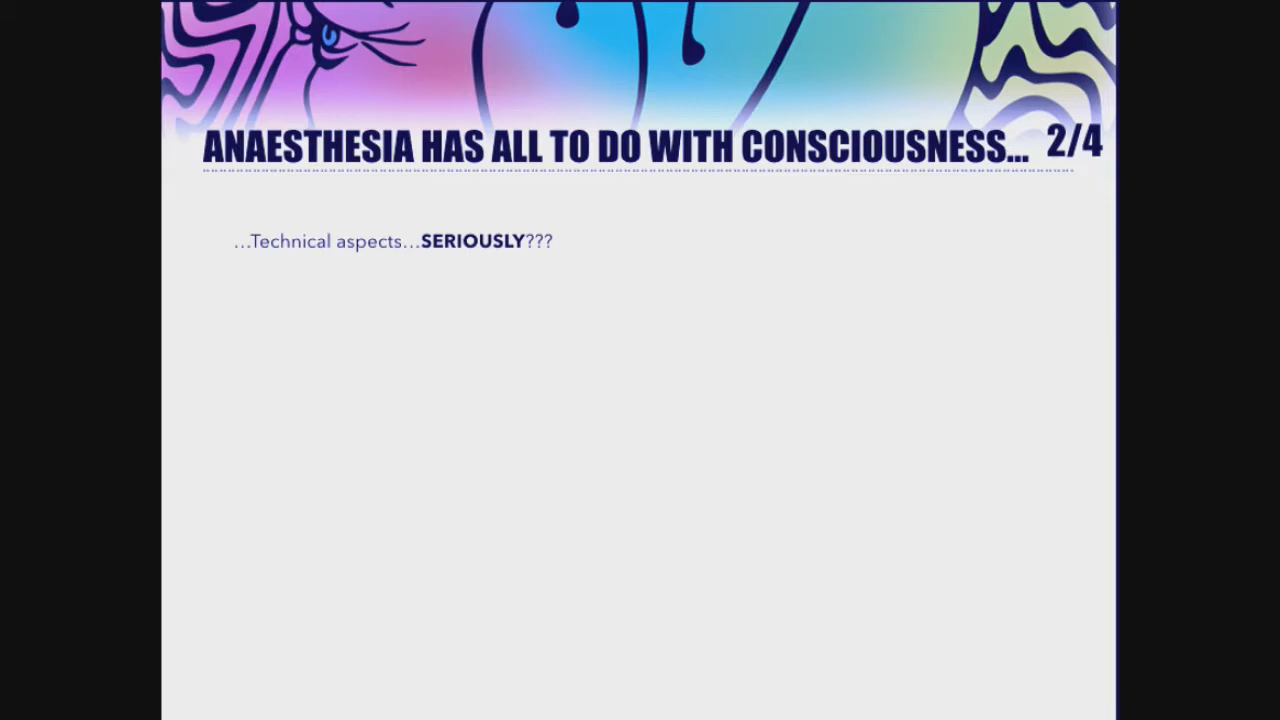 ANAESTHESIA HAS ALL TO DO WITH CONSCIOUSNESS... 2/4
...Technical aspects...SERIOUSLY???